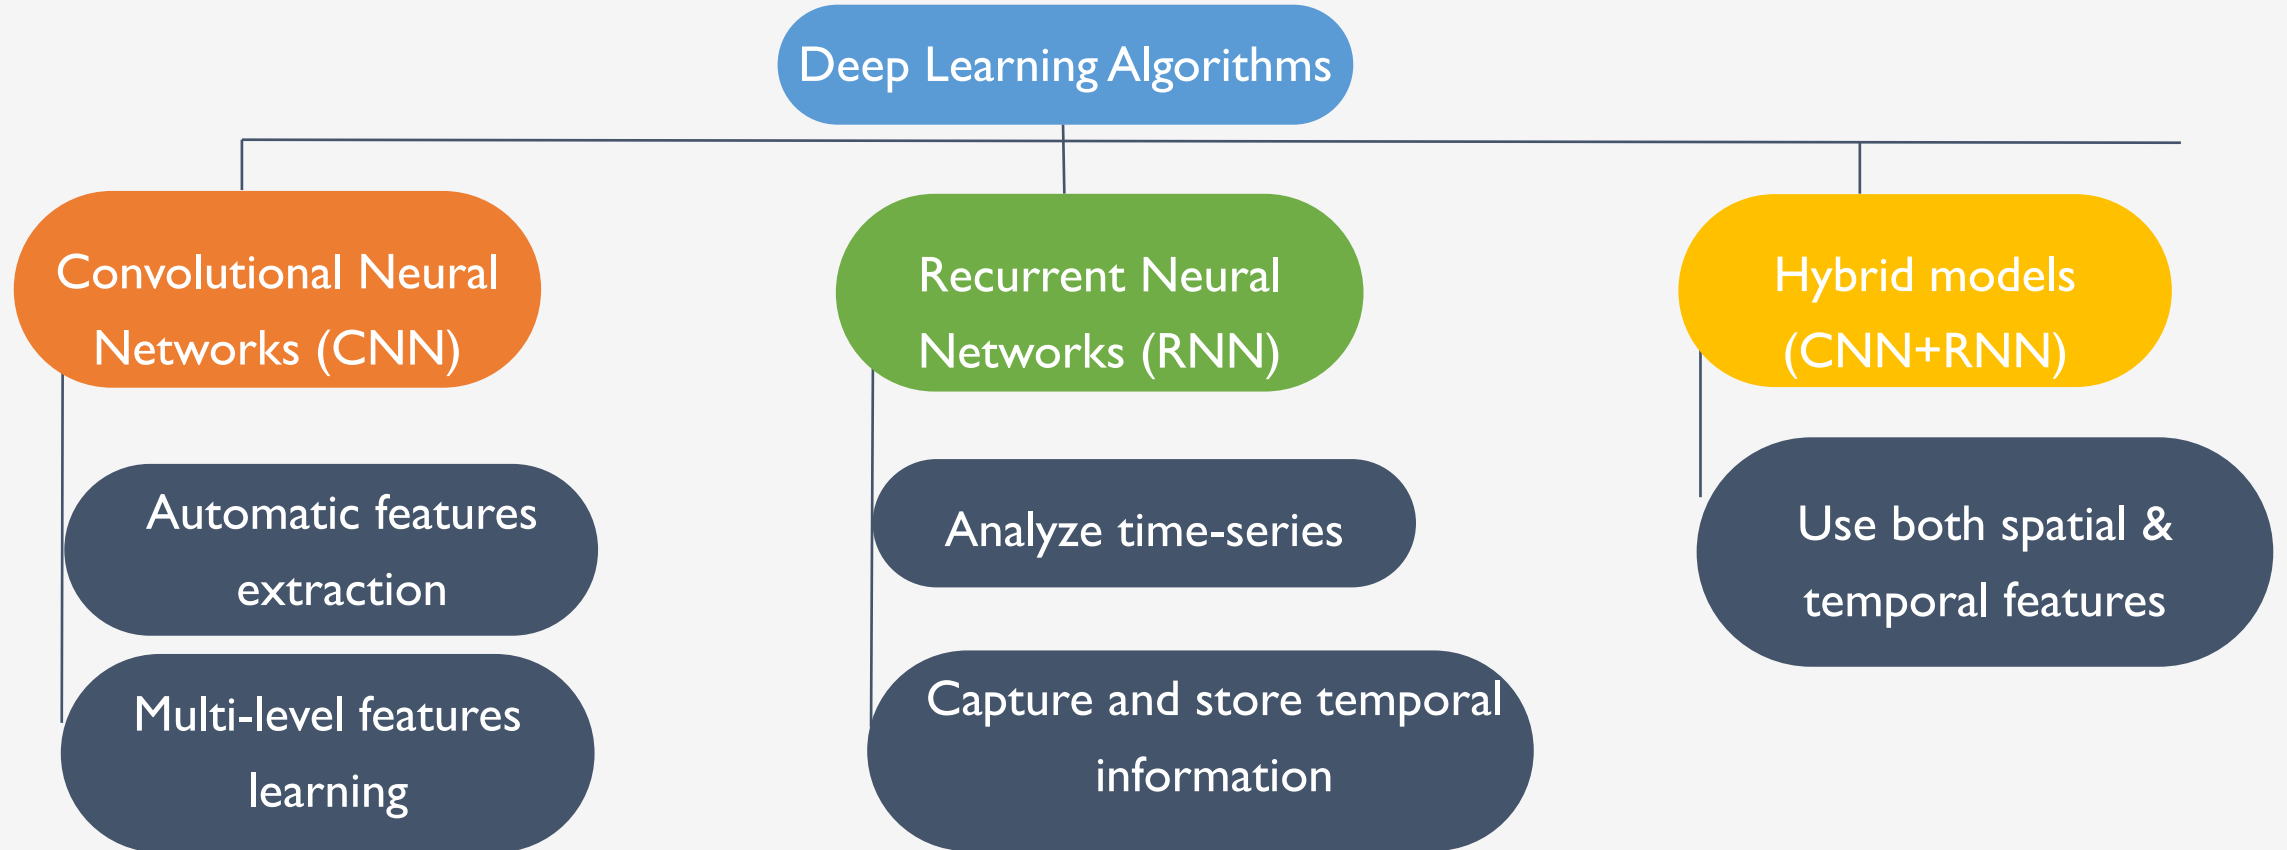 Deep Learning Algorithms
Convolutional Neural
Networks (CNN)
Recurrent Neural
Networks (RNN)
Hybrid models
(CNN+RNN)
Automatic features
extraction
Multi-level features
learning
Analyze time-series
Capture and store temporal
information
Use both spatial &
temporal features